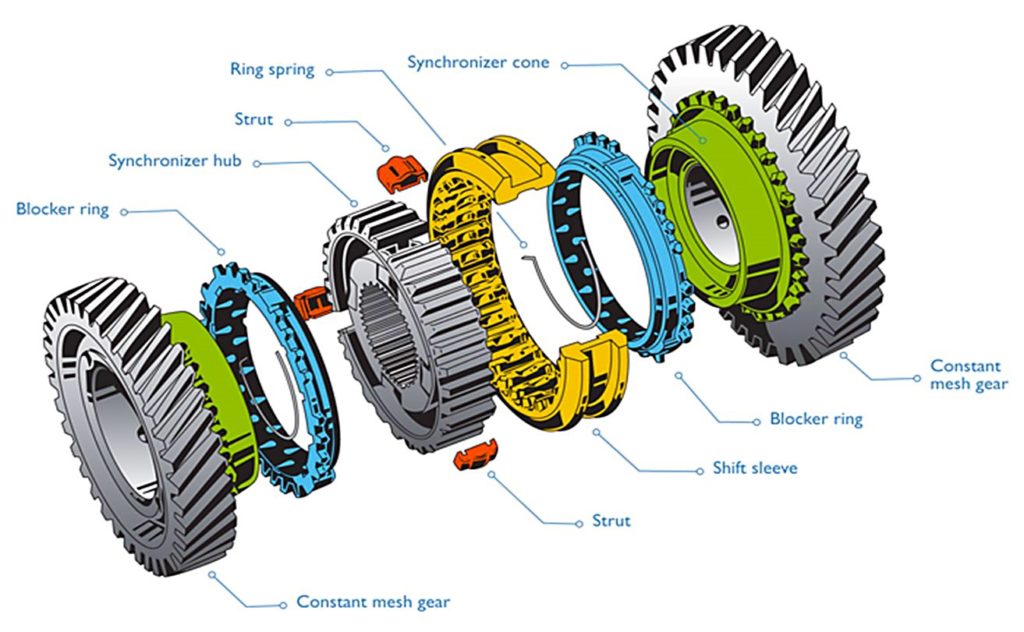 Ring spring
Synchronizer cone
Strut
Synchronizer hub
Blocker ring
Constant
mesh gear
Blocker ring
Shift sleeve
Strut
Constant mesh gear